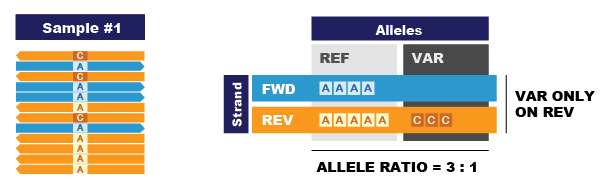 Sample #1
C
A
C
A
A
A
C
A
A
A
A
A
Alleles
REF VAR
Strand
FWD A A A A
REV A A A A A C C C
VAR ONLY
ON REV
ALLELE RATIO = 3 : 1